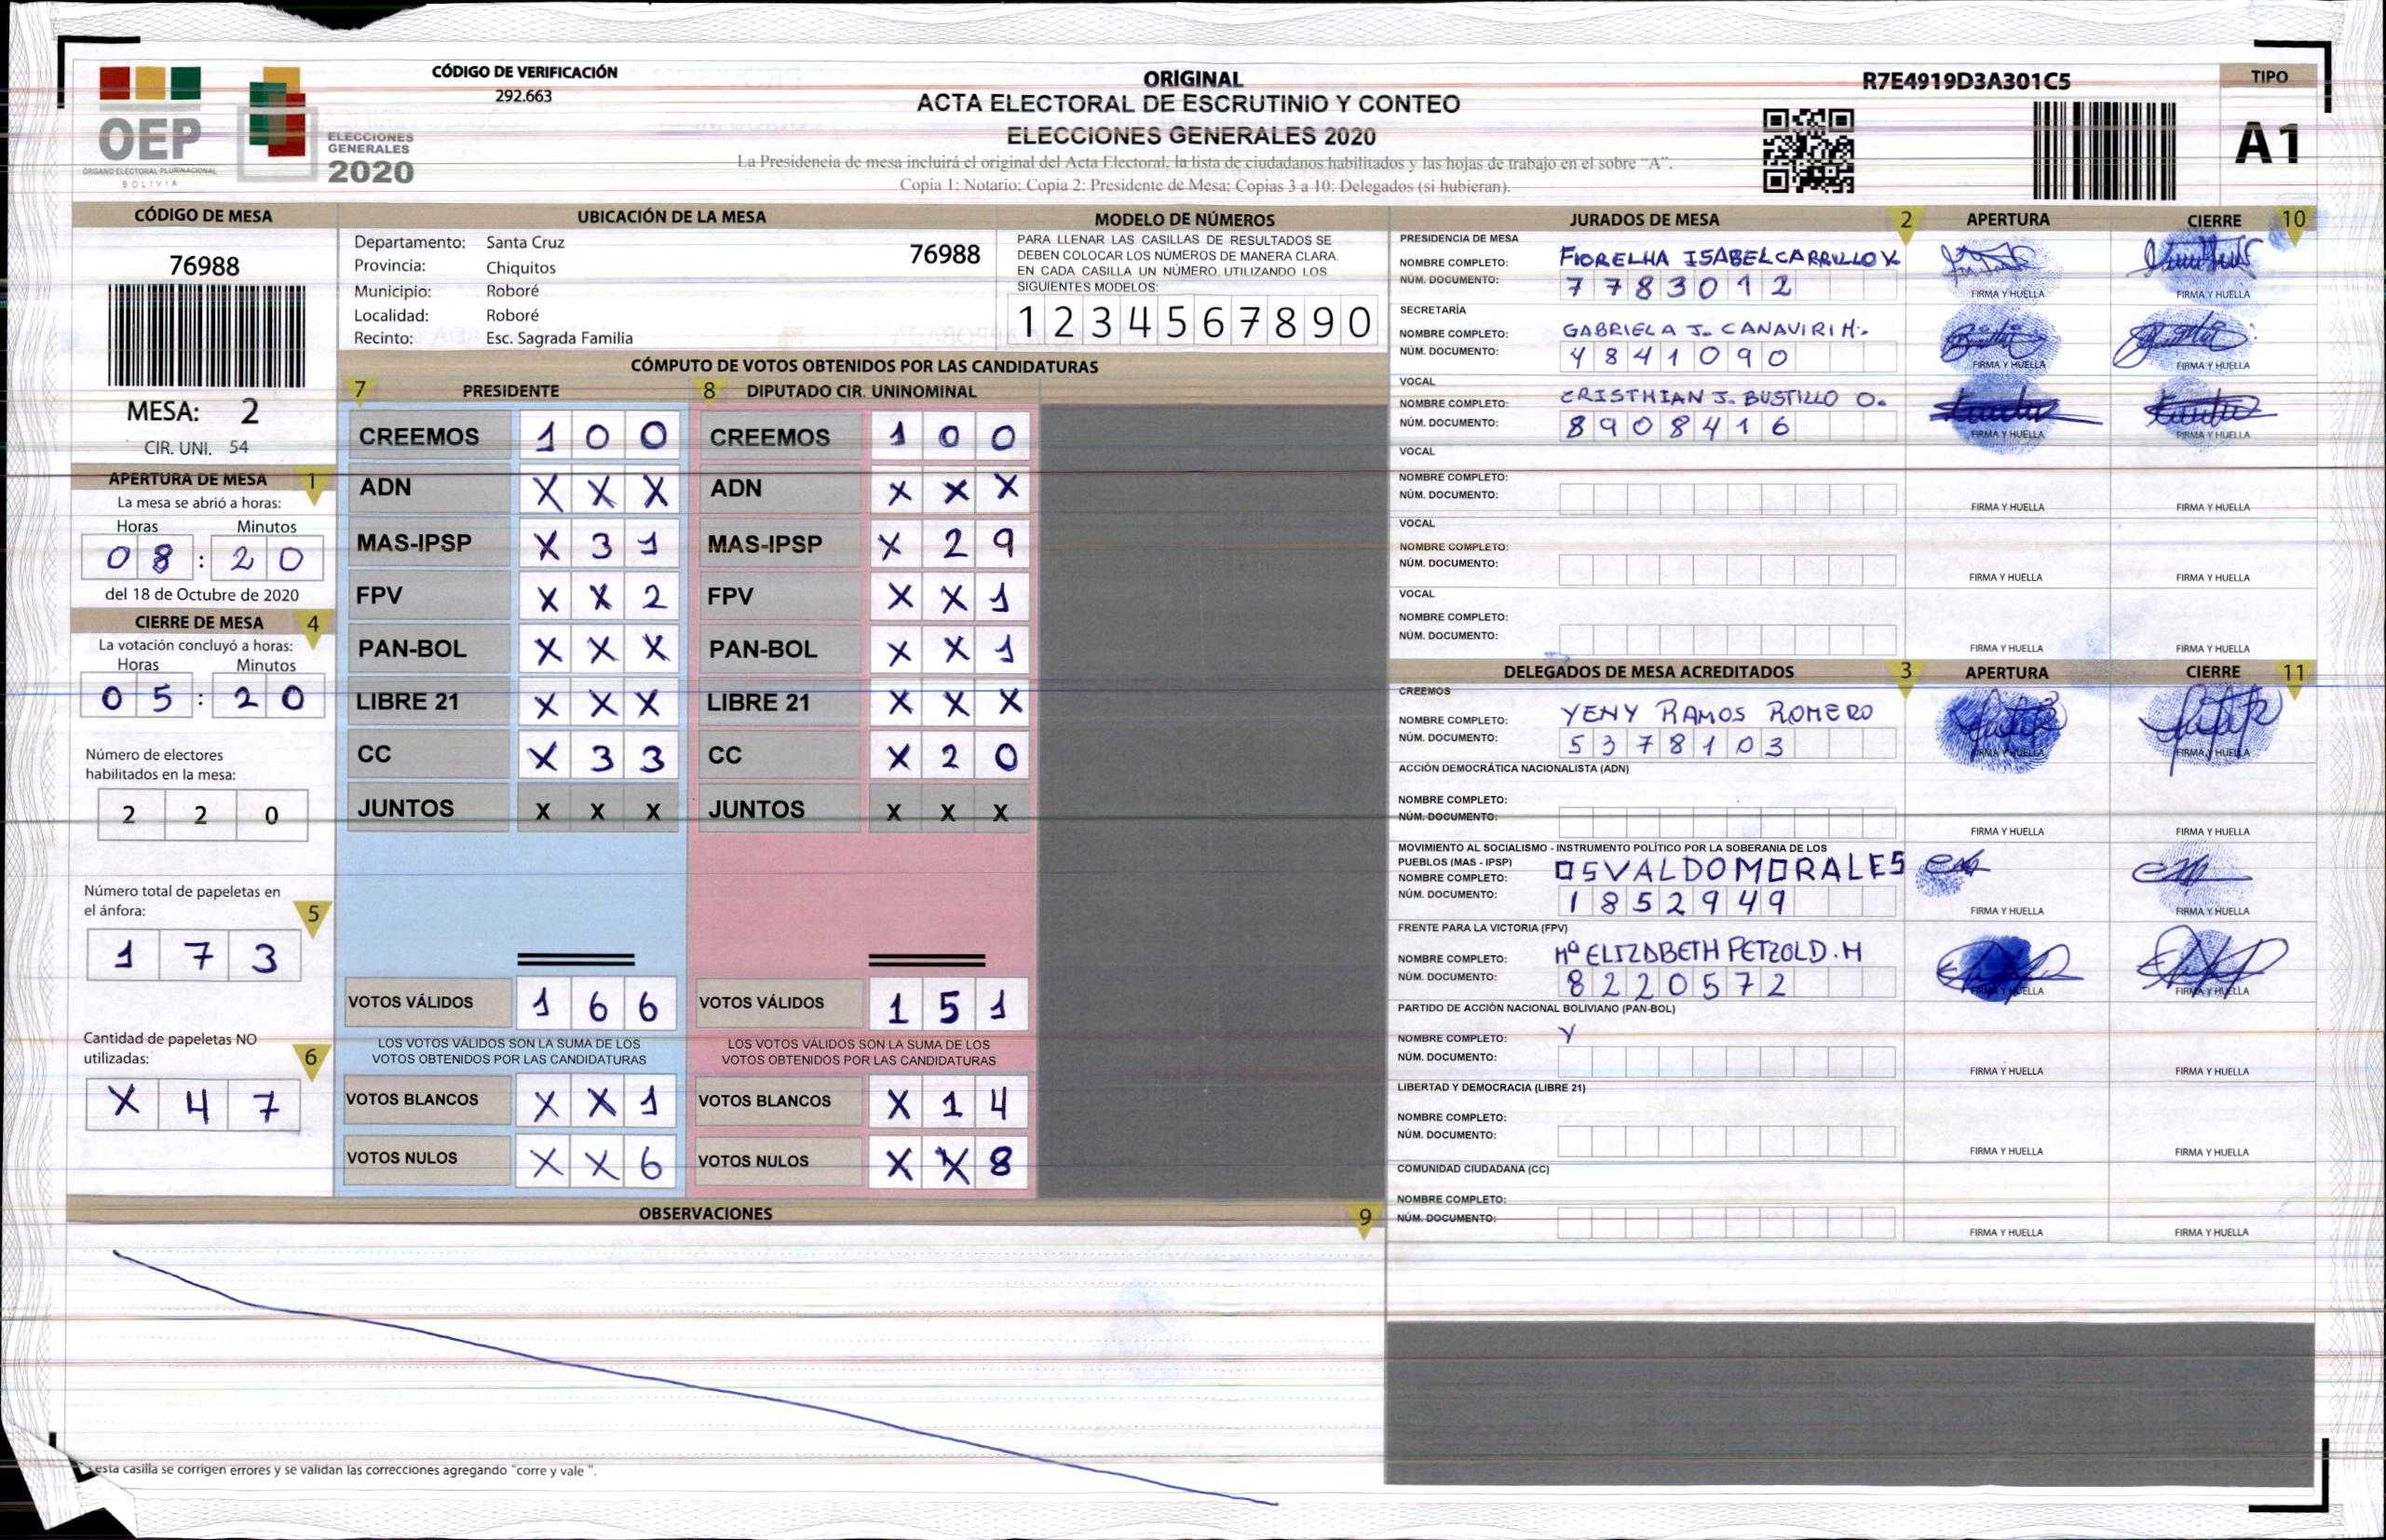 CÓDIGO DE VERIFICACIÓN
292.663
OEP
ÓRGANO ELECTORAL PLURINACIONAL
BOLIVIA
ELECCIONES
GENERALES
2020
ORIGINAL
ACTA ELECTORAL DE ESCRUTINIO Y CONTEO
ELECCIONES GENERALES 2020
La Presidencia de mesa incluirá el original del Acta Electoral, la lista de ciudadanos habilitados y las hojas de trabajo en el sobre "A".
Copia 1: Notario; Copia 2: Presidente de Mesa; Copias 3 a 10: Delegados (si hubieran).
R7E4919D3A301C5
TIPO
A1
CÓDIGO DE MESA
76988
MESA: 2
CIR. UNI. 54
APERTURA DE MESA 1
La mesa se abrió a horas:
Horas Minutos
08 : 20
del 18 de Octubre de 2020
CIERRE DE MESA 4
La votación concluyó a horas:
Horas Minutos
05 : 20
Número de electores
habilitados en la mesa:
2 2 0
Número total de papeletas en
el ánfora: 5
1 7 3
Cantidad de papeletas NO
utilizadas: 6
X 4 7
UBICACIÓN DE LA MESA
Departamento: Santa Cruz 76988
Provincia: Chiquitos
Municipio: Roboré
Localidad: Roboré
Recinto: Esc. Sagrada Familia
MODELO DE NÚMEROS
PARA LLENAR LAS CASILLAS DE RESULTADOS SE
DEBEN COLOCAR LOS NÚMEROS DE MANERA CLARA.
EN CADA CASILLA UN NÚMERO, UTILIZANDO LOS
SIGUIENTES MODELOS:
1 2 3 4 5 6 7 8 9 0
CÓMPUTO DE VOTOS OBTENIDOS POR LAS CANDIDATURAS
7 PRESIDENTE 8 DIPUTADO CIR. UNINOMINAL
CREEMOS 1 0 0 CREEMOS 1 0 0
ADN X X X ADN X X X
MAS-IPSP X 3 1 MAS-IPSP X 2 9
FPV X X 2 FPV X X 1
PAN-BOL X X X PAN-BOL X X 1
LIBRE 21 X X X LIBRE 21 X X X
CC X 3 3 CC X 2 0
JUNTOS X X X JUNTOS X X X
VOTOS VÁLIDOS 1 6 6 VOTOS VÁLIDOS 1 5 1
LOS VOTOS VÁLIDOS SON LA SUMA DE LOS LOS VOTOS VÁLIDOS SON LA SUMA DE LOS
VOTOS OBTENIDOS POR LAS CANDIDATURAS VOTOS OBTENIDOS POR LAS CANDIDATURAS
VOTOS BLANCOS X X 1 VOTOS BLANCOS X 1 4
VOTOS NULOS X X 6 VOTOS NULOS X X 8
OBSERVACIONES 9
esta casilla se corrigen errores y se validan las correcciones agregando "corre y vale ".
JURADOS DE MESA 2 APERTURA CIERRE 10
PRESIDENCIA DE MESA
NOMBRE COMPLETO: FIORELHA ISABEL CARRILLO V.
NÚM. DOCUMENTO: 7783012 FIRMA Y HUELLA FIRMA Y HUELLA
SECRETARÍA
NOMBRE COMPLETO: GABRIELA J. CANAVIRI H.
NÚM. DOCUMENTO: 4841090 FIRMA Y HUELLA FIRMA Y HUELLA
VOCAL
NOMBRE COMPLETO: CRISTHIAN J. BUSTILLO O.
NÚM. DOCUMENTO: 8908416 FIRMA Y HUELLA FIRMA Y HUELLA
VOCAL
NOMBRE COMPLETO:
NÚM. DOCUMENTO: FIRMA Y HUELLA FIRMA Y HUELLA
VOCAL
NOMBRE COMPLETO:
NÚM. DOCUMENTO: FIRMA Y HUELLA FIRMA Y HUELLA
VOCAL
NOMBRE COMPLETO:
NÚM. DOCUMENTO: FIRMA Y HUELLA FIRMA Y HUELLA
DELEGADOS DE MESA ACREDITADOS 3 APERTURA CIERRE 11
CREEMOS
NOMBRE COMPLETO: YENY RAMOS ROMERO
NÚM. DOCUMENTO: 5378103 FIRMA Y HUELLA FIRMA Y HUELLA
ACCIÓN DEMOCRÁTICA NACIONALISTA (ADN)
NOMBRE COMPLETO:
NÚM. DOCUMENTO: FIRMA Y HUELLA FIRMA Y HUELLA
MOVIMIENTO AL SOCIALISMO - INSTRUMENTO POLÍTICO POR LA SOBERANIA DE LOS
PUEBLOS (MAS - IPSP)
NOMBRE COMPLETO: OSVALDO MORALES
NÚM. DOCUMENTO: 1852949 FIRMA Y HUELLA FIRMA Y HUELLA
FRENTE PARA LA VICTORIA (FPV)
NOMBRE COMPLETO: Mª ELIZABETH PETZOLD. M
NÚM. DOCUMENTO: 8220572 FIRMA Y HUELLA FIRMA Y HUELLA
PARTIDO DE ACCIÓN NACIONAL BOLIVIANO (PAN-BOL)
NOMBRE COMPLETO: Y
NÚM. DOCUMENTO: FIRMA Y HUELLA FIRMA Y HUELLA
LIBERTAD Y DEMOCRACIA (LIBRE 21)
NOMBRE COMPLETO:
NÚM. DOCUMENTO: FIRMA Y HUELLA FIRMA Y HUELLA
COMUNIDAD CIUDADANA (CC)
NOMBRE COMPLETO:
NÚM. DOCUMENTO: FIRMA Y HUELLA FIRMA Y HUELLA